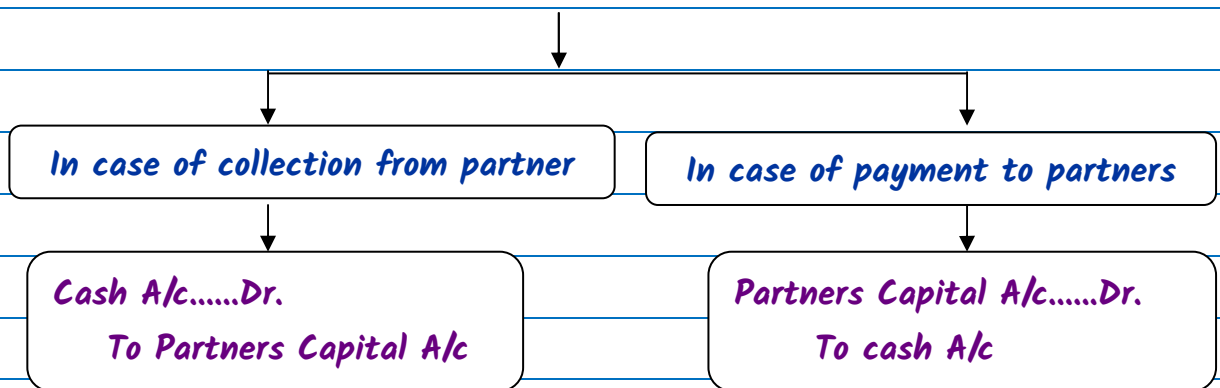 In case of collection from partner
In case of payment to partners
Cash A/c......Dr.
To Partners Capital A/c
Partners Capital A/c......Dr.
To cash A/c